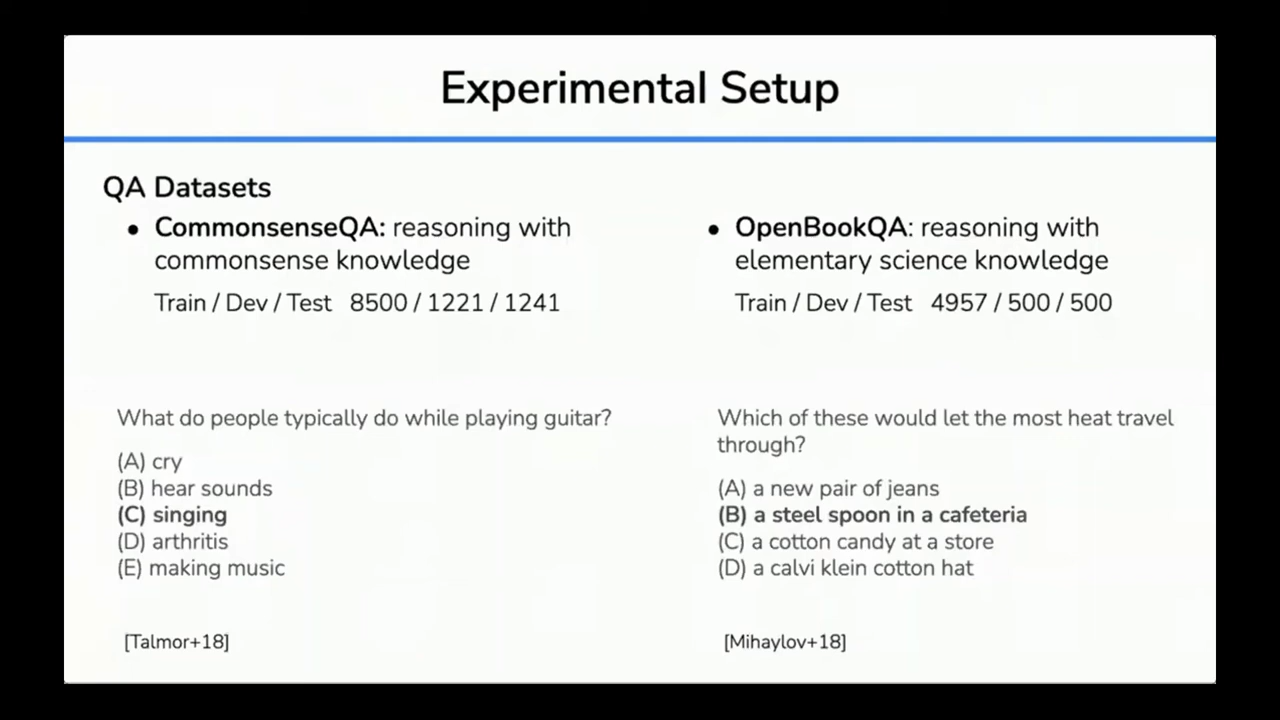 Experimental Setup
QA Datasets
• CommonsenseQA: reasoning with
commonsense knowledge
Train / Dev / Test 8500 / 1221 / 1241
What do people typically do while playing guitar?
(A) cry
(B) hear sounds
(C) singing
(D) arthritis
(E) making music
[Talmor+18]
• OpenBookQA: reasoning with
elementary science knowledge
Train / Dev / Test 4957 / 500 / 500
Which of these would let the most heat travel
through?
(A) a new pair of jeans
(B) a steel spoon in a cafeteria
(C) a cotton candy at a store
(D) a calvi klein cotton hat
[Mihaylov+18]